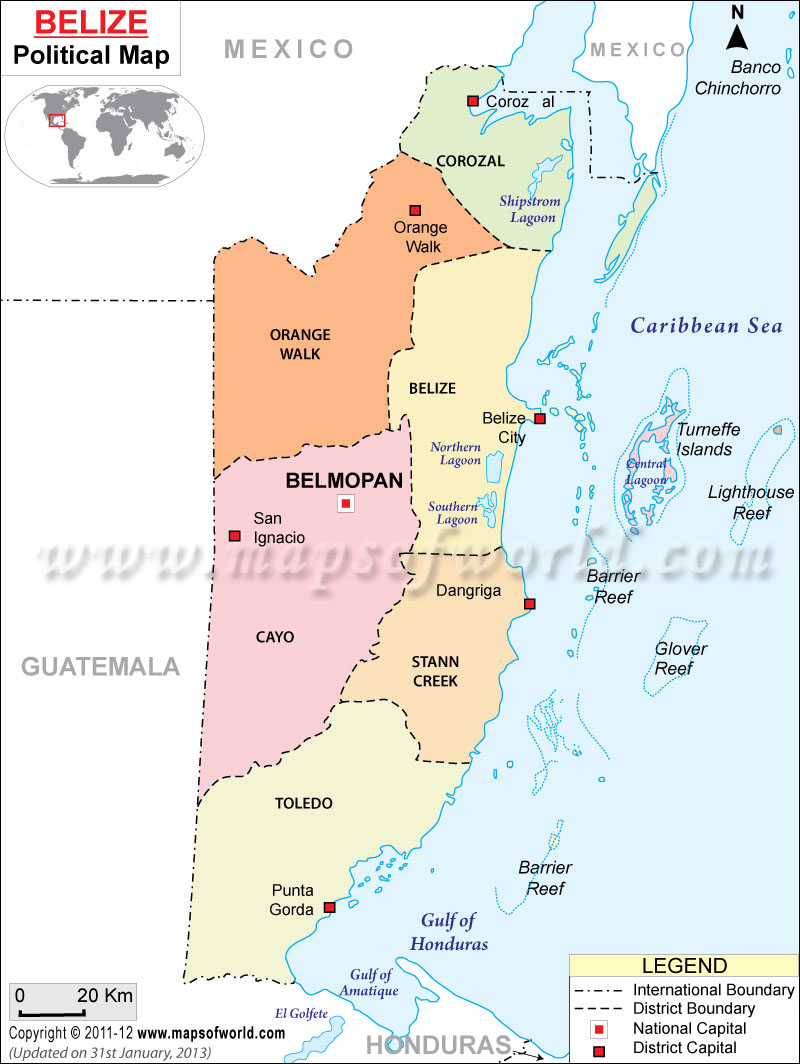 BELIZE
Political Map
MEXICO
MEXICO
N
Banco
Chinchorro
Coroz al
COROZAL
Shipstrom
Lagoon
Orange
Walk
ORANGE
WALK
Caribbean Sea
BELIZE
Belize
City
Turneffe
Islands
Northern
Lagoon
Central
Lagoon
BELMOPAN
Lighthouse
Reef
Southern
Lagoon
San
Ignacio
www.mapsofworld.com
Barrier
Reef
Dangriga
CAYO
GUATEMALA
STANN
CREEK
Glover
Reef
TOLEDO
Barrier
Reef
Punta
Gorda
Gulf of
Honduras
Gulf of
Amatique
El Golfete
HONDURAS
LEGEND
International Boundary
District Boundary
National Capital
District Capital
0 20 Km
Copyright © 2011-12 www.mapsofworld.com
(Updated on 31st January, 2013)